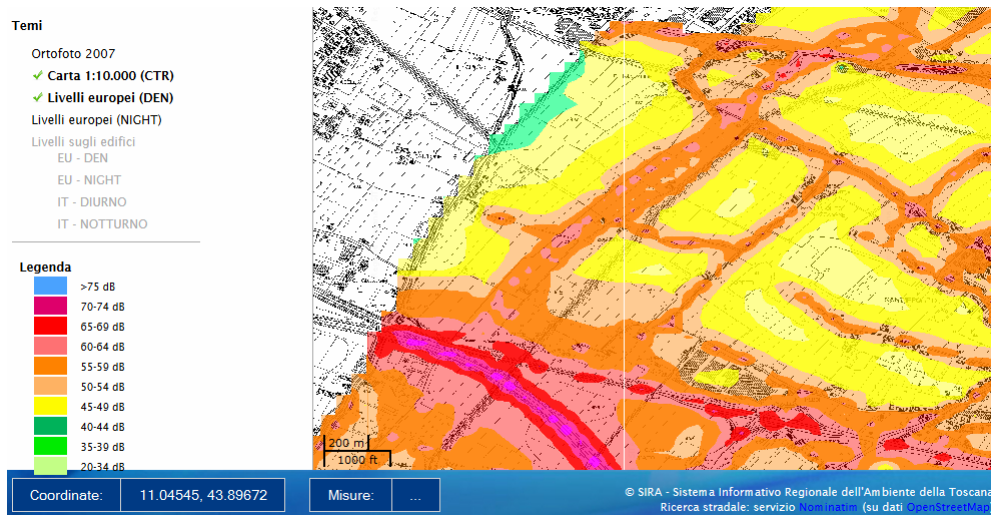 Temi
Ortofoto 2007
Carta 1:10.000 (CTR)
Livelli europei (DEN)
Livelli europei (NIGHT)
Livelli sugli edifici
EU - DEN
EU - NIGHT
IT - DIURNO
IT - NOTTURNO
Legenda
>75 dB
70-74 dB
65-69 dB
60-64 dB
55-59 dB
50-54 dB
45-49 dB
40-44 dB
35-39 dB
20-34 dB
200 m
1000 ft
Coordinate: 11.04545, 43.89672 Misure: ...
© SIRA - Sistema Informativo Regionale dell'Ambiente della Toscana
Ricerca stradale: servizio Nominatim (su dati OpenStreetMap